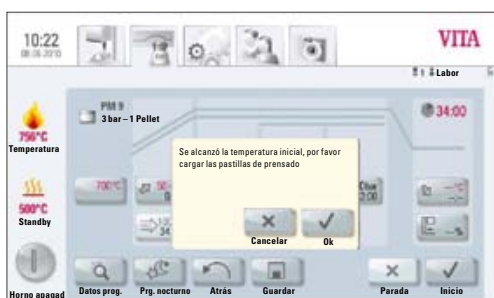 10:22
VITA
Labor
PM 9
3 bar – 1 Pellet
34:00
756°C
Temperatura
Se alcanzó la temperatura inicial, por favor
cargar las pastillas de prensado
700°C
500°C
Standby
Cancelar
Ok
Horno apagad
Datos prog.
Prg. nocturno
Atrás
Guardar
Parada
Inicio